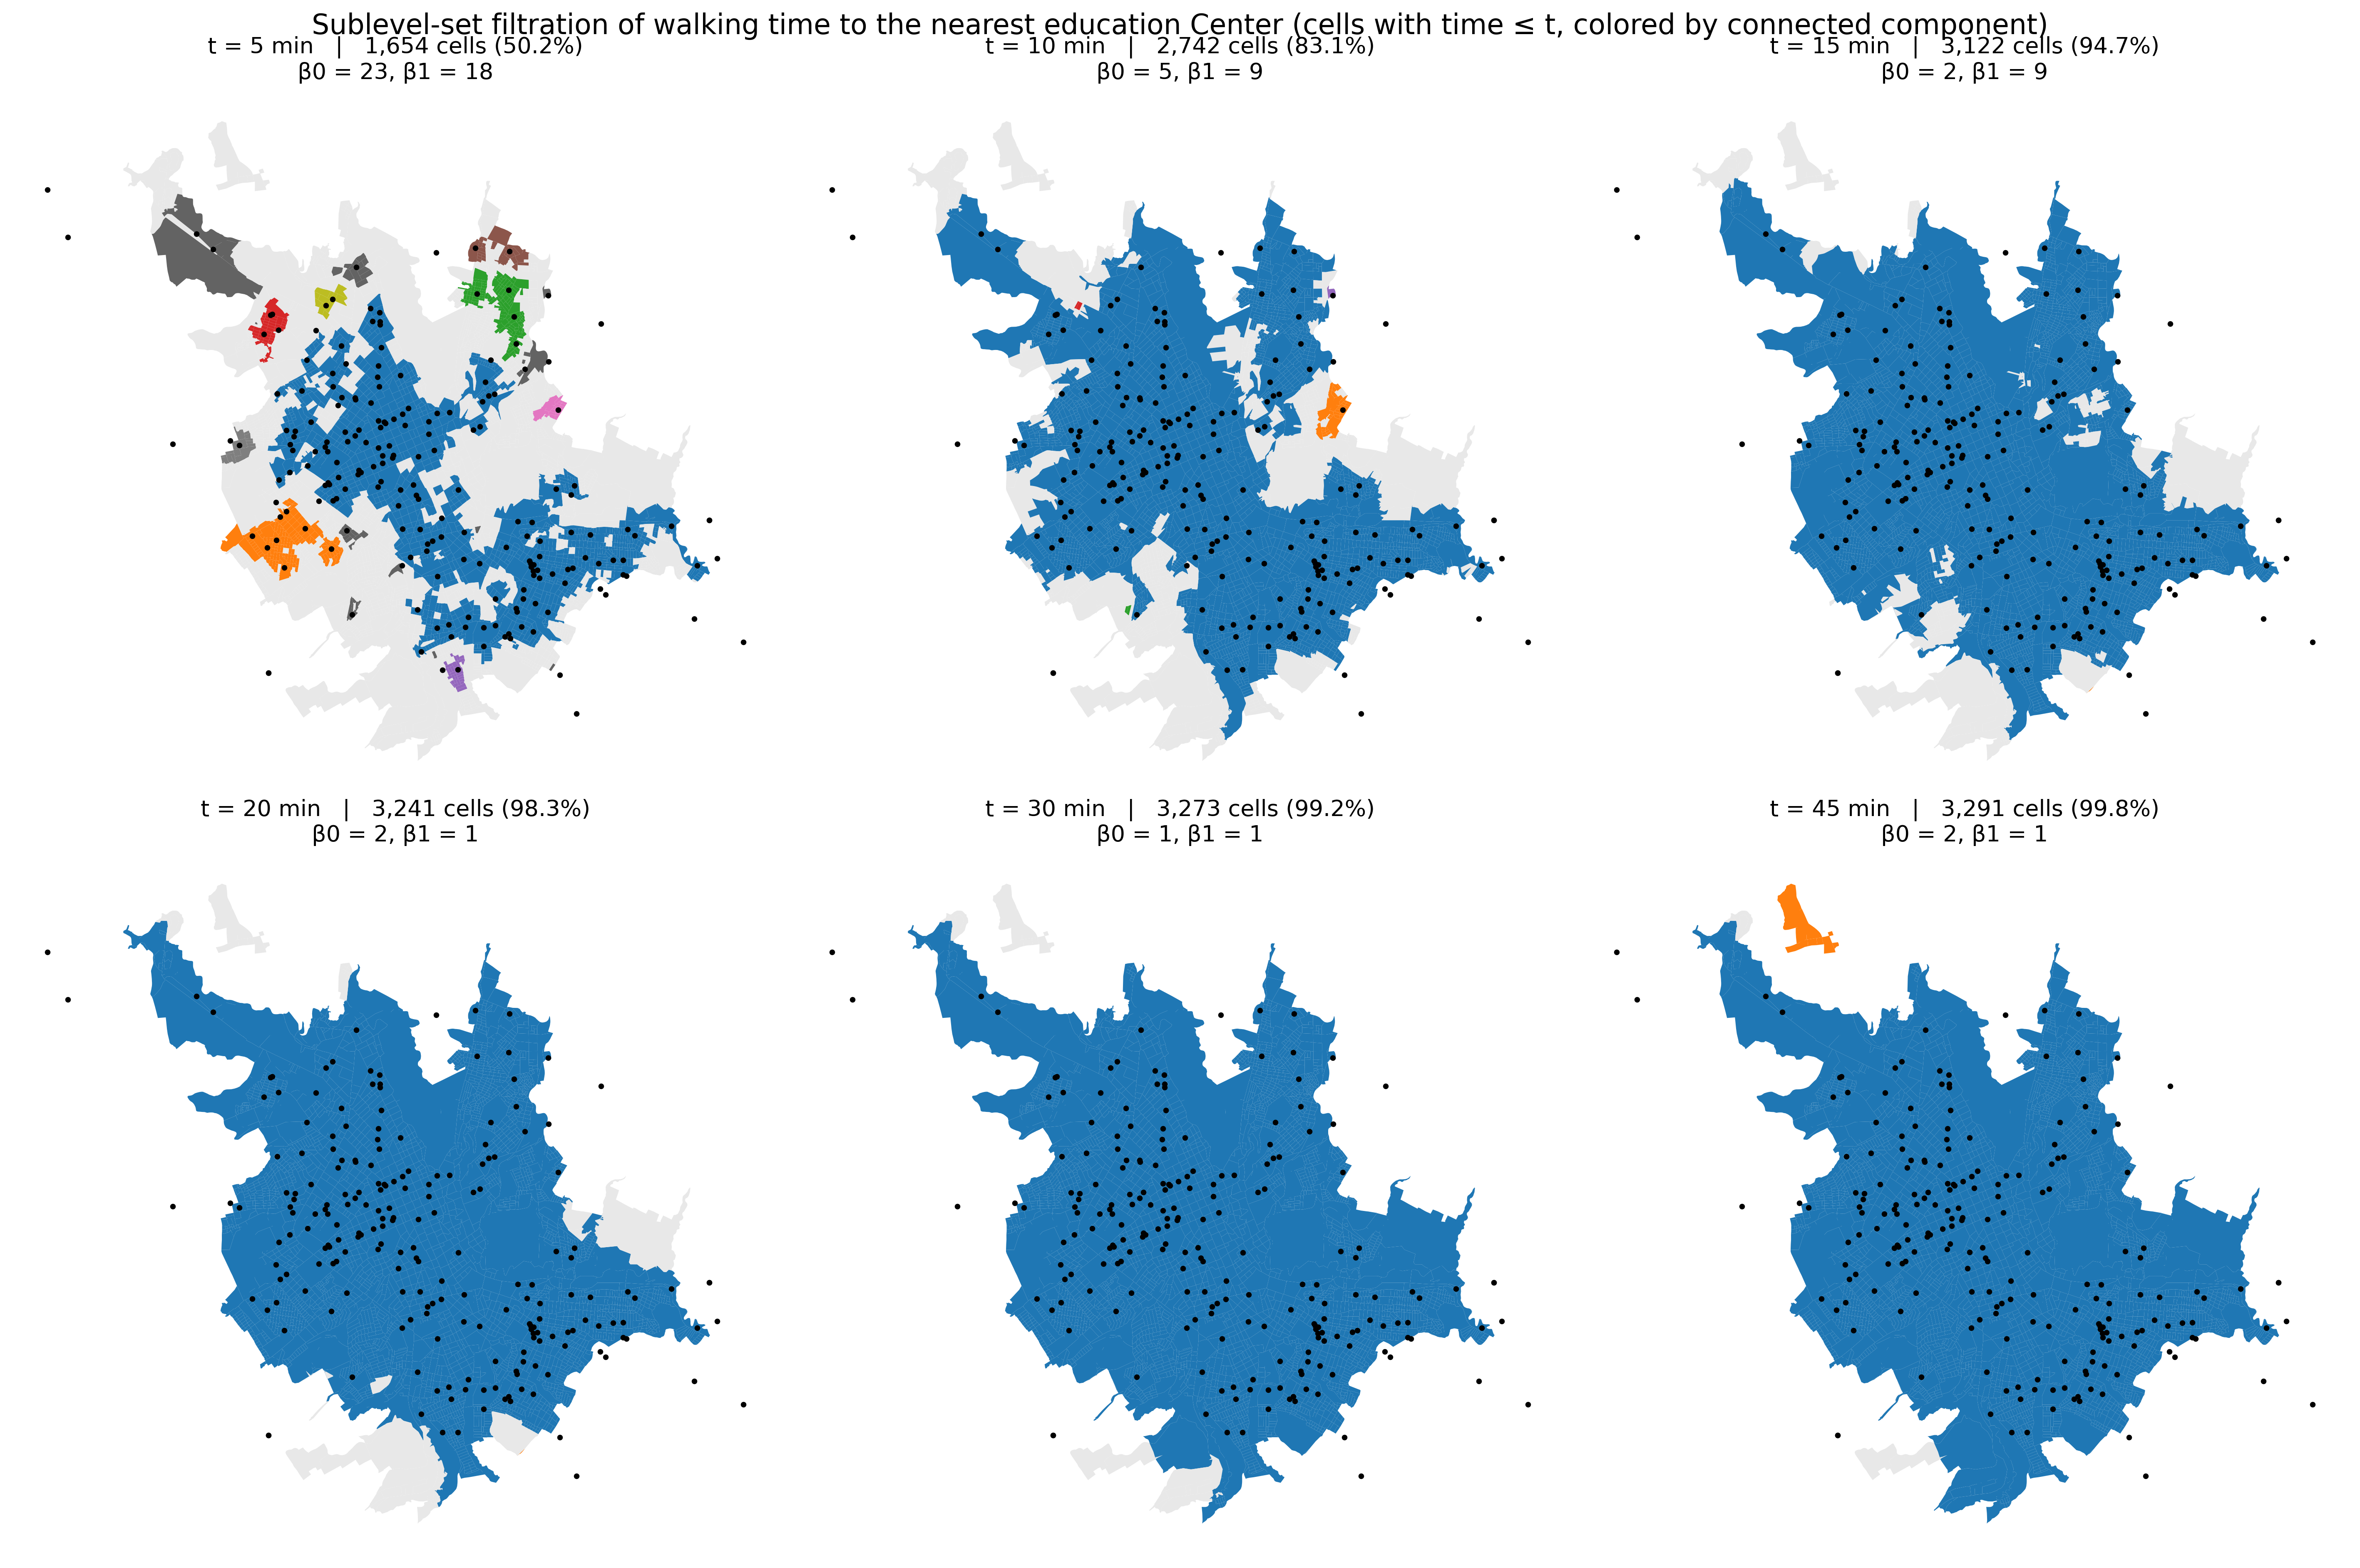 Sublevel-set filtration of walking time to the nearest education Center (cells with time ≤ t, colored by connected component)
t = 5 min | 1,654 cells (50.2%)
β0 = 23, β1 = 18
t = 10 min | 2,742 cells (83.1%)
β0 = 5, β1 = 9
t = 15 min | 3,122 cells (94.7%)
β0 = 2, β1 = 9
t = 20 min | 3,241 cells (98.3%)
β0 = 2, β1 = 1
t = 30 min | 3,273 cells (99.2%)
β0 = 1, β1 = 1
t = 45 min | 3,291 cells (99.8%)
β0 = 2, β1 = 1